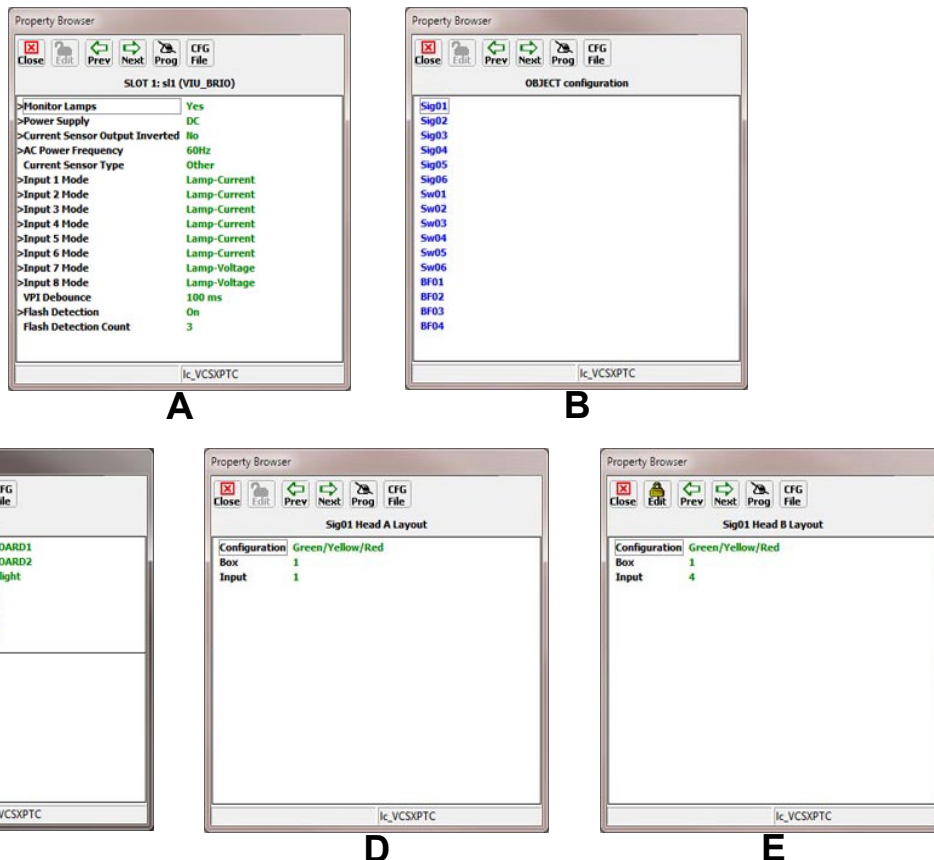 Property Browser
Close Edit Prev Next Prog CFG File
SLOT 1: sl1 (VIU_BRIO)
>Monitor Lamps Yes
>Power Supply DC
>Current Sensor Output Inverted No
>AC Power Frequency 60Hz
Current Sensor Type Other
>Input 1 Mode Lamp-Current
>Input 2 Mode Lamp-Current
>Input 3 Mode Lamp-Current
>Input 4 Mode Lamp-Current
>Input 5 Mode Lamp-Current
>Input 6 Mode Lamp-Current
>Input 7 Mode Lamp-Voltage
>Input 8 Mode Lamp-Voltage
VPI Debounce 100 ms
>Flash Detection On
Flash Detection Count 3
lc_VCSXPTC
A
Property Browser
Close Edit Prev Next Prog CFG File
OBJECT configuration
Sig01
Sig02
Sig03
Sig04
Sig05
Sig06
Sw01
Sw02
Sw03
Sw04
Sw05
Sw06
BF01
BF02
BF03
BF04
lc_VCSXPTC
B
FG
ile
OARD1
OARD2
light
VCSXPTC
Property Browser
Close Edit Prev Next Prog CFG File
Sig01 Head A Layout
Configuration Green/Yellow/Red
Box 1
Input 1
lc_VCSXPTC
D
Property Browser
Close Edit Prev Next Prog CFG File
Sig01 Head B Layout
Configuration Green/Yellow/Red
Box 1
Input 4
lc_VCSXPTC
E